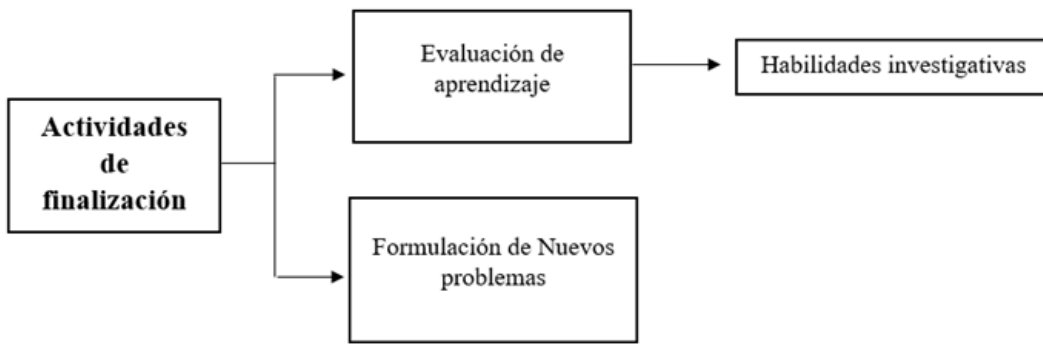 Actividades
de
finalización
Evaluación de
aprendizaje
Habilidades investigativas
Formulación de Nuevos
problemas